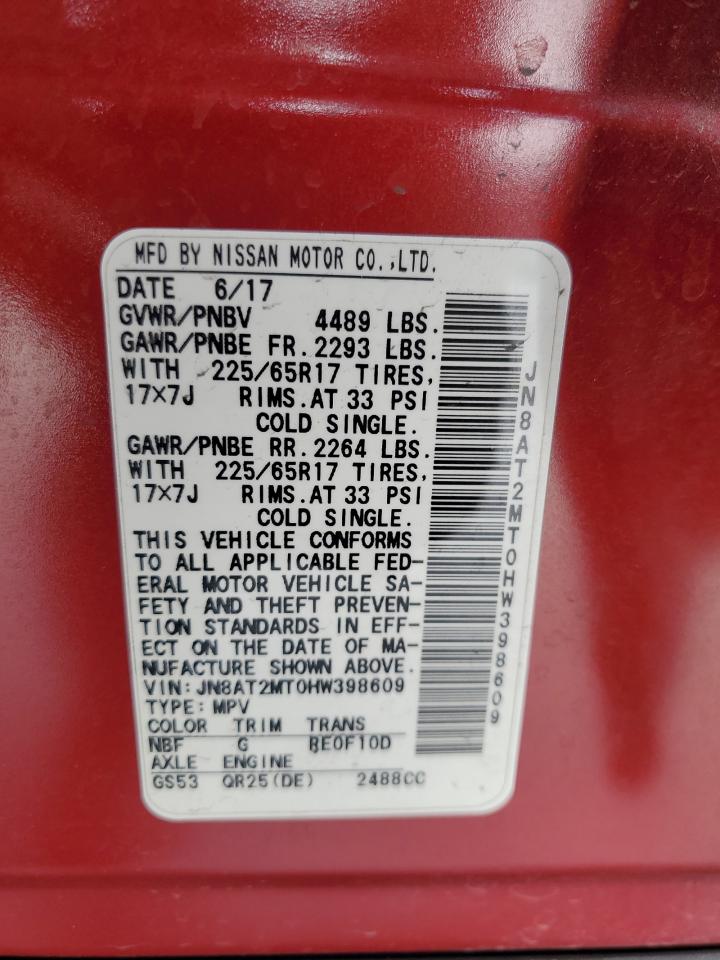 MFD BY NISSAN MOTOR CO.,LTD.
DATE 6/17
GVWR/PNBV 4489 LBS.
GAWR/PNBE FR. 2293 LBS.
WITH 225/65R17 TIRES,
17×7J RIMS.AT 33 PSI
COLD SINGLE.
GAWR/PNBE RR. 2264 LBS.
WITH 225/65R17 TIRES,
17×7J RIMS.AT 33 PSI
COLD SINGLE.
THIS VEHICLE CONFORMS
TO ALL APPLICABLE FED-
ERAL MOTOR VEHICLE SA-
FETY AND THEFT PREVEN-
TION STANDARDS IN EFF-
ECT ON THE DATE OF MA-
NUFACTURE SHOWN ABOVE.
VIN: JN8AT2MT0HW398609
TYPE: MPV
COLOR TRIM TRANS
NBF G RE0F10D
AXLE ENGINE
GS53 QR25(DE) 2488CC
JN8AT2MT0HW398609